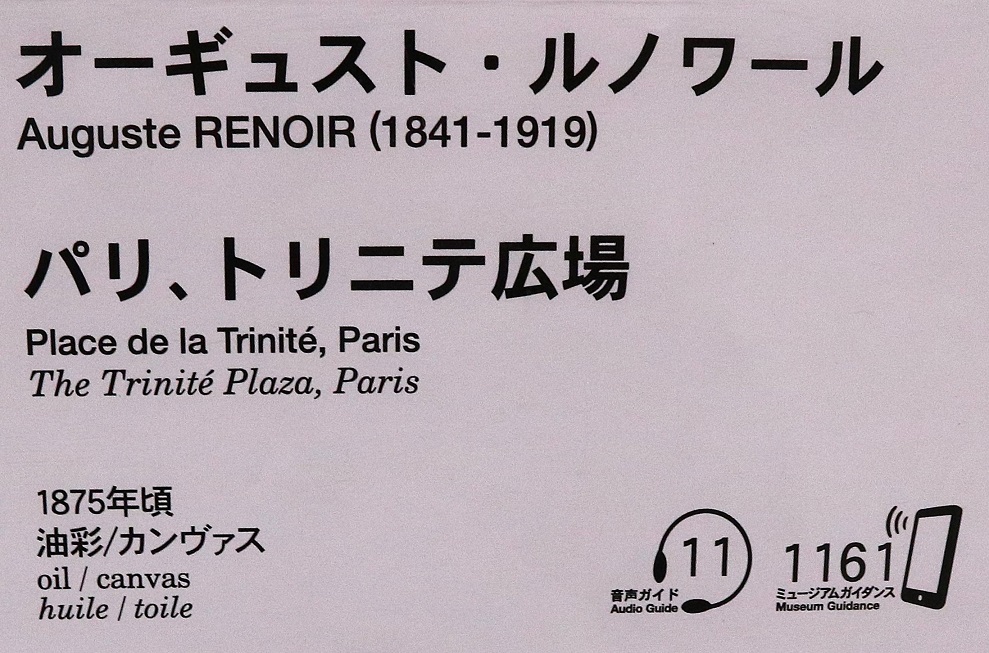 オーギュスト・ルノワール
Auguste RENOIR (1841-1919)
パリ、トリニテ広場
Place de la Trinité, Paris
The Trinité Plaza, Paris
1875年頃
油彩/カンヴァス
oil / canvas
huile / toile
11
音声ガイド
Audio Guide
1161
ミュージアムガイダンス
Museum Guidance